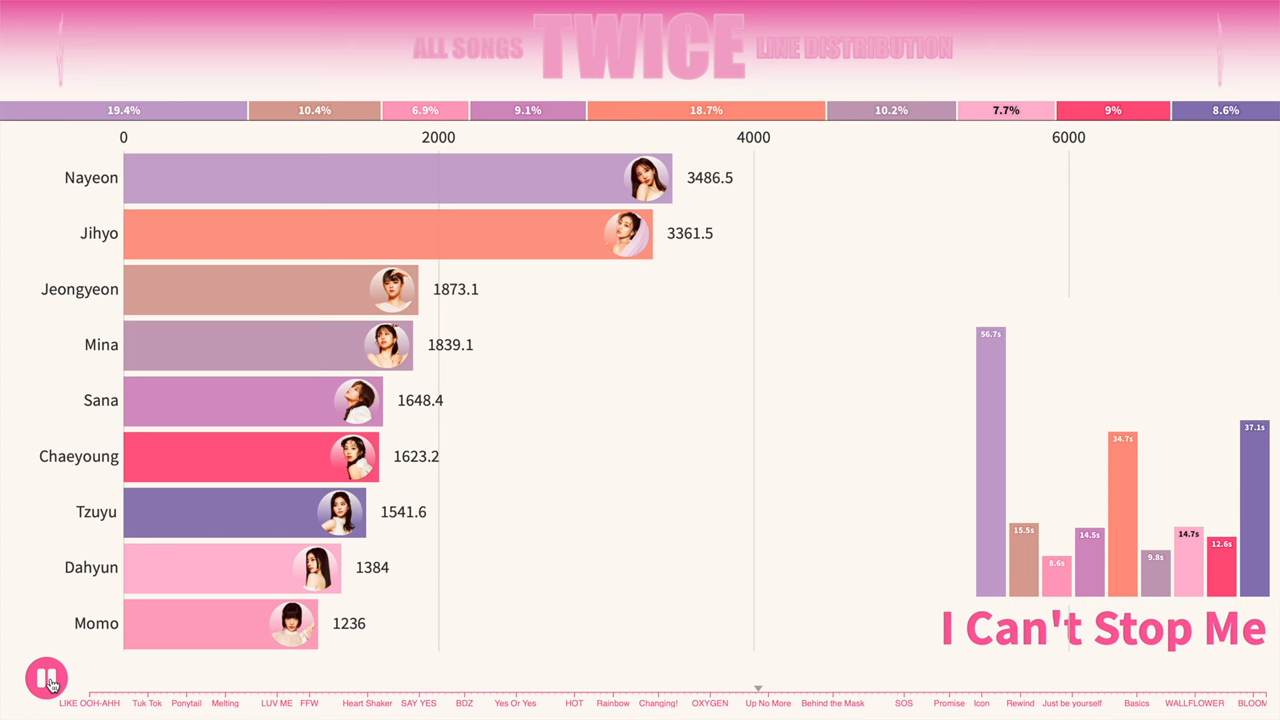 ALL SONGS TWICE LINE DISTRIBUTION
19.4% 10.4% 6.9% 9.1% 18.7% 10.2% 7.7% 9% 8.6%
0 2000 4000 6000
Nayeon 3486.5
Jihyo 3361.5
Jeongyeon 1873.1
Mina 1839.1
Sana 1648.4
Chaeyoung 1623.2
Tzuyu 1541.6
Dahyun 1384
Momo 1236
56.7s 15.5s 8.6s 14.5s 34.7s 9.8s 14.7s 12.6s 37.1s
I Can't Stop Me
LIKE OOH-AHH Tuk Tok Ponytail Melting LUV ME FFW Heart Shaker SAY YES BDZ Yes Or Yes HOT Rainbow Changing! OXYGEN Up No More Behind the Mask SOS Promise Icon Rewind Just be yourself Basics WALLFLOWER BLOOM